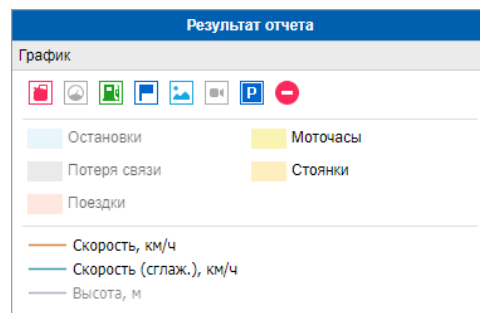 Результат отчета
График
P
Остановки Моточасы
Потеря связи Стоянки
Поездки
Скорость, км/ч
Скорость (сглаж.), км/ч
Высота, м